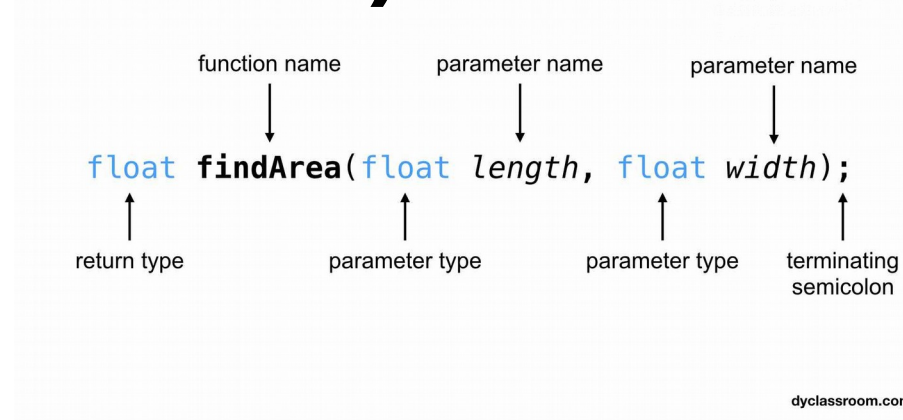 function name parameter name parameter name
float findArea(float length, float width);
return type parameter type parameter type terminating
semicolon
dyclassroom.com